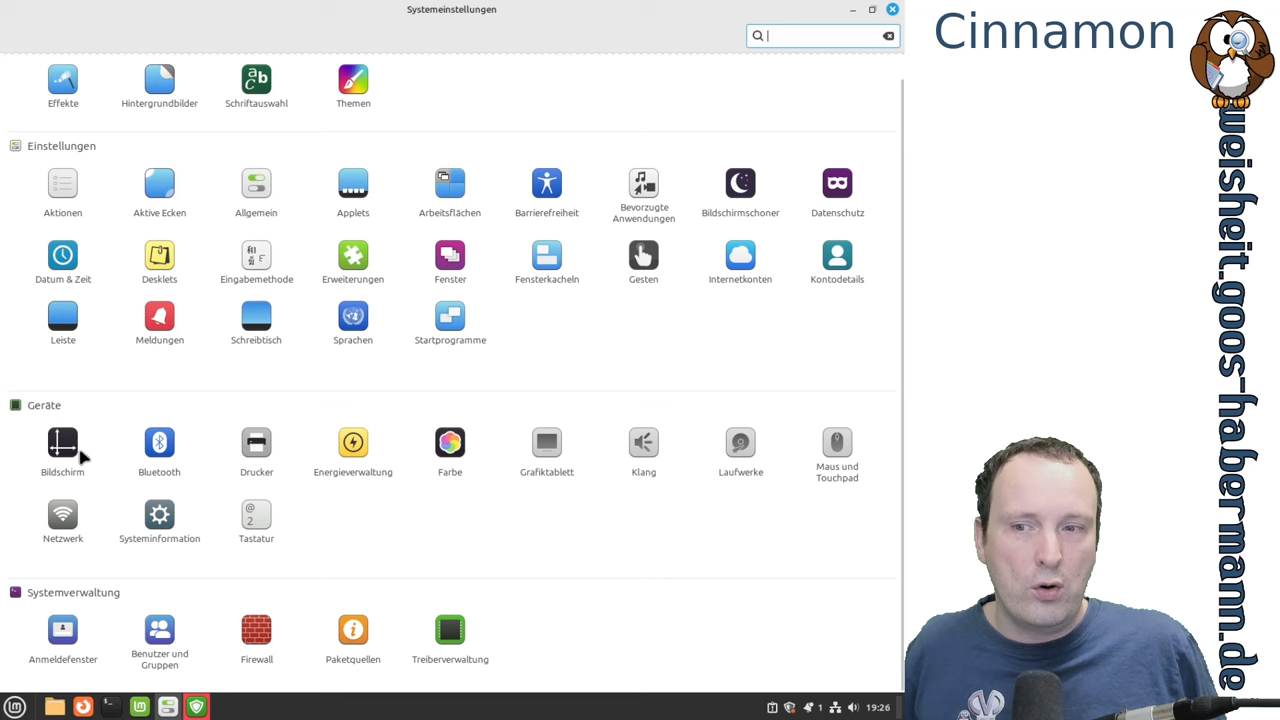 Systemeinstellungen
Cinnamon
Effekte
Hintergrundbilder
Schriftauswahl
Themen
Einstellungen
Aktionen
Aktive Ecken
Allgemein
Applets
Arbeitsflächen
Barrierefreiheit
Bevorzugte
Anwendungen
Bildschirmschoner
Datenschutz
Datum & Zeit
Desklets
Eingabemethode
Erweiterungen
Fenster
Fensterkacheln
Gesten
Internetkonten
Kontodetails
Leiste
Meldungen
Schreibtisch
Sprachen
Startprogramme
Geräte
Bildschirm
Bluetooth
Drucker
Energieverwaltung
Farbe
Grafiktablett
Klang
Laufwerke
Maus und
Touchpad
Netzwerk
Systeminformation
Tastatur
Systemverwaltung
Anmeldefenster
Benutzer und
Gruppen
Firewall
Paketquellen
Treiberverwaltung
1
19:26
weisheit.goos-habermann.de